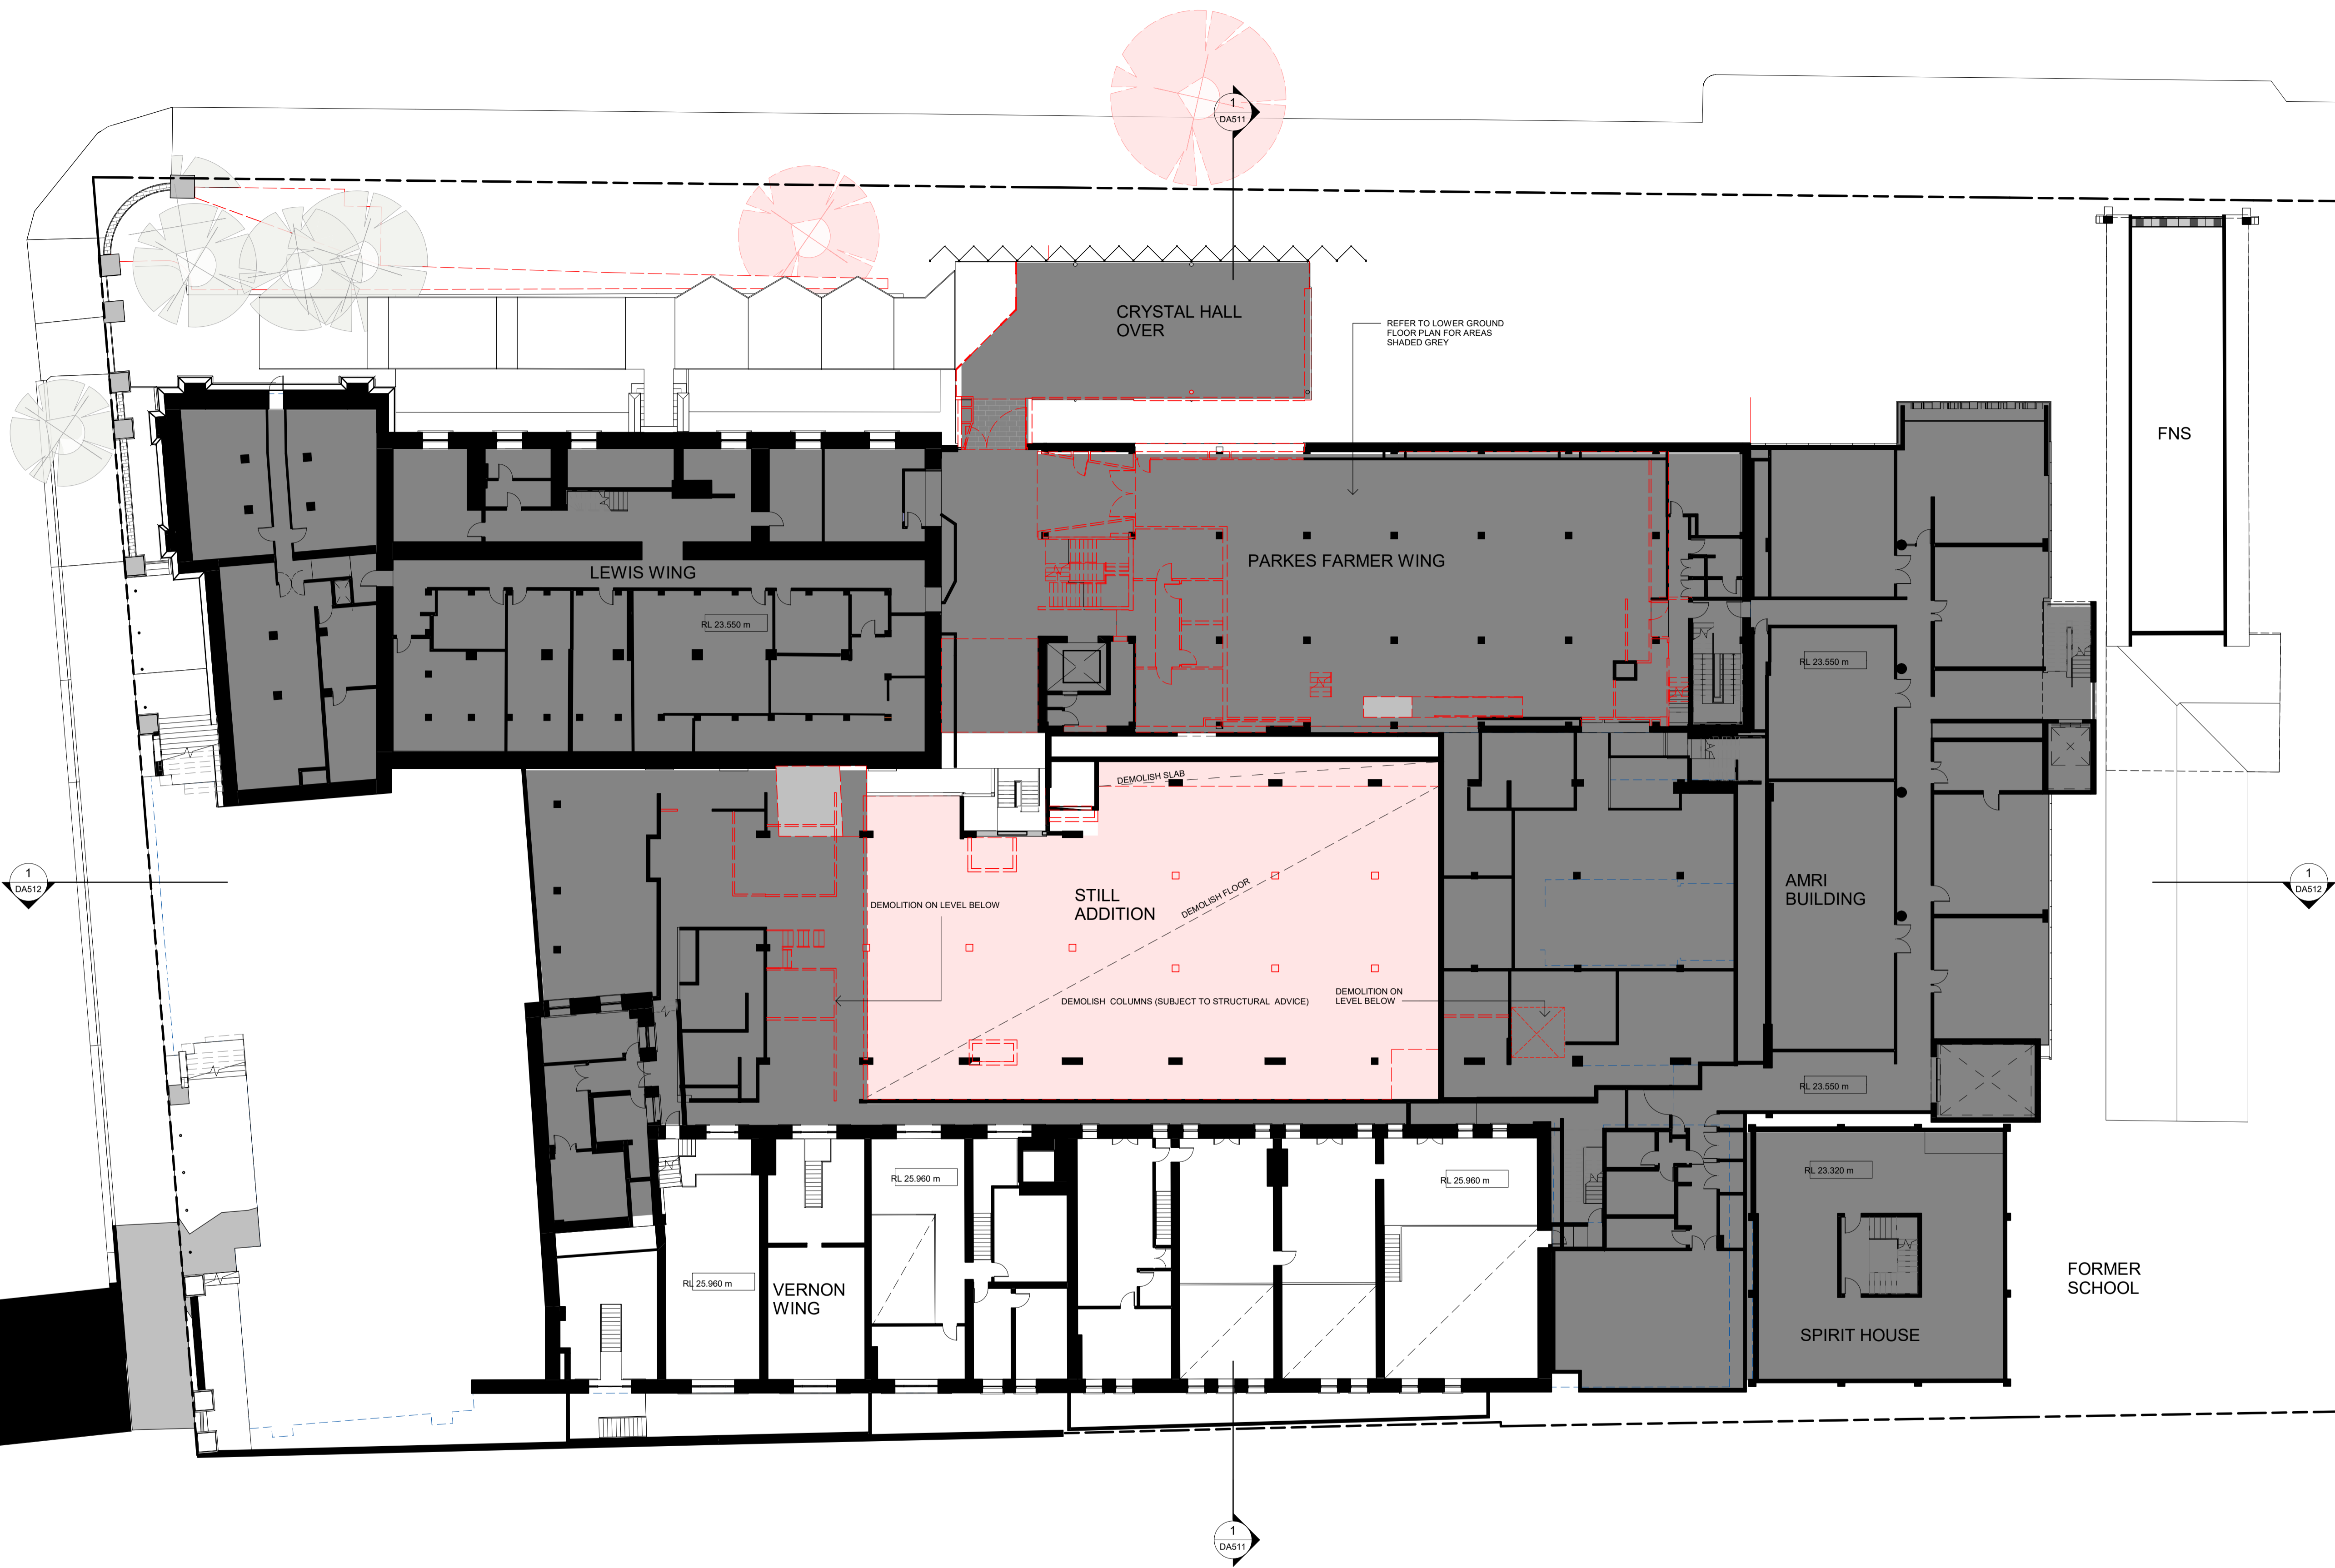 1
DA511
CRYSTAL HALL
OVER
REFER TO LOWER GROUND
FLOOR PLAN FOR AREAS
SHADED GREY
FNS
PARKES FARMER WING
LEWIS WING
RL 23.550 m
RL 23.550 m
DEMOLISH SLAB
1
DA512
STILL
ADDITION
DEMOLISH FLOOR
DEMOLITION ON LEVEL BELOW
AMRI
BUILDING
1
DA512
DEMOLISH COLUMNS (SUBJECT TO STRUCTURAL ADVICE)
DEMOLITION ON
LEVEL BELOW
RL 23.550 m
RL 25.960 m
RL 25.960 m
RL 23.320 m
RL 25.960 m
VERNON
WING
FORMER
SCHOOL
SPIRIT HOUSE
1
DA511